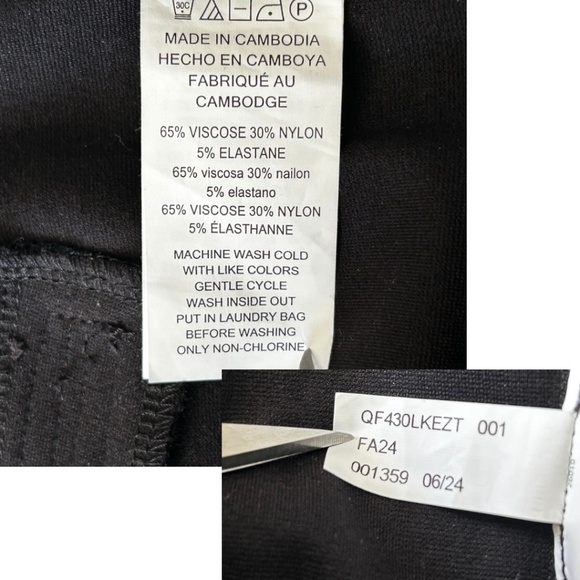 30C P
MADE IN CAMBODIA
HECHO EN CAMBOYA
FABRIQUÉ AU
CAMBODGE
65% VISCOSE 30% NYLON
5% ELASTANE
65% viscosa 30% nailon
5% elastano
65% VISCOSE 30% NYLON
5% ÉLASTHANNE
MACHINE WASH COLD
WITH LIKE COLORS
GENTLE CYCLE
WASH INSIDE OUT
PUT IN LAUNDRY BAG
BEFORE WASHING
ONLY NON-CHLORINE
QF430LKEZT 001
FA24
001359 06/24